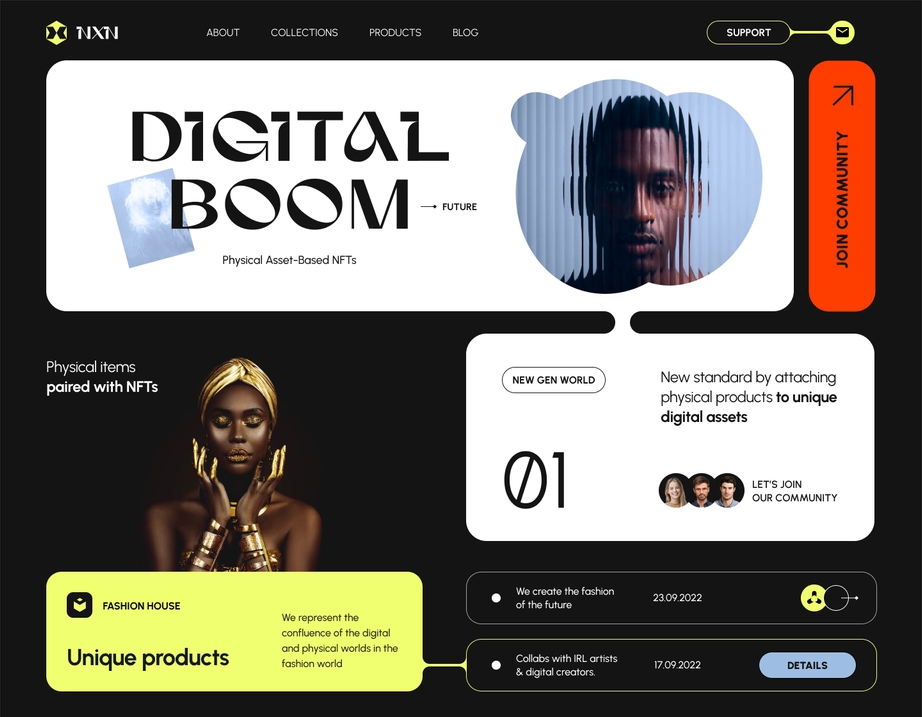 NXN
ABOUT
COLLECTIONS
PRODUCTS
BLOG
SUPPORT
DIGITAL
BOOM
FUTURE
Physical Asset-Based NFTs
JOIN COMMUNITY
Physical items
paired with NFTs
NEW GEN WORLD
New standard by attaching
physical products to unique
digital assets
01
LET'S JOIN
OUR COMMUNITY
FASHION HOUSE
Unique products
We represent the
confluence of the digital
and physical worlds in the
fashion world
We create the fashion
of the future
23.09.2022
Collabs with IRL artists
& digital creators.
17.09.2022
DETAILS